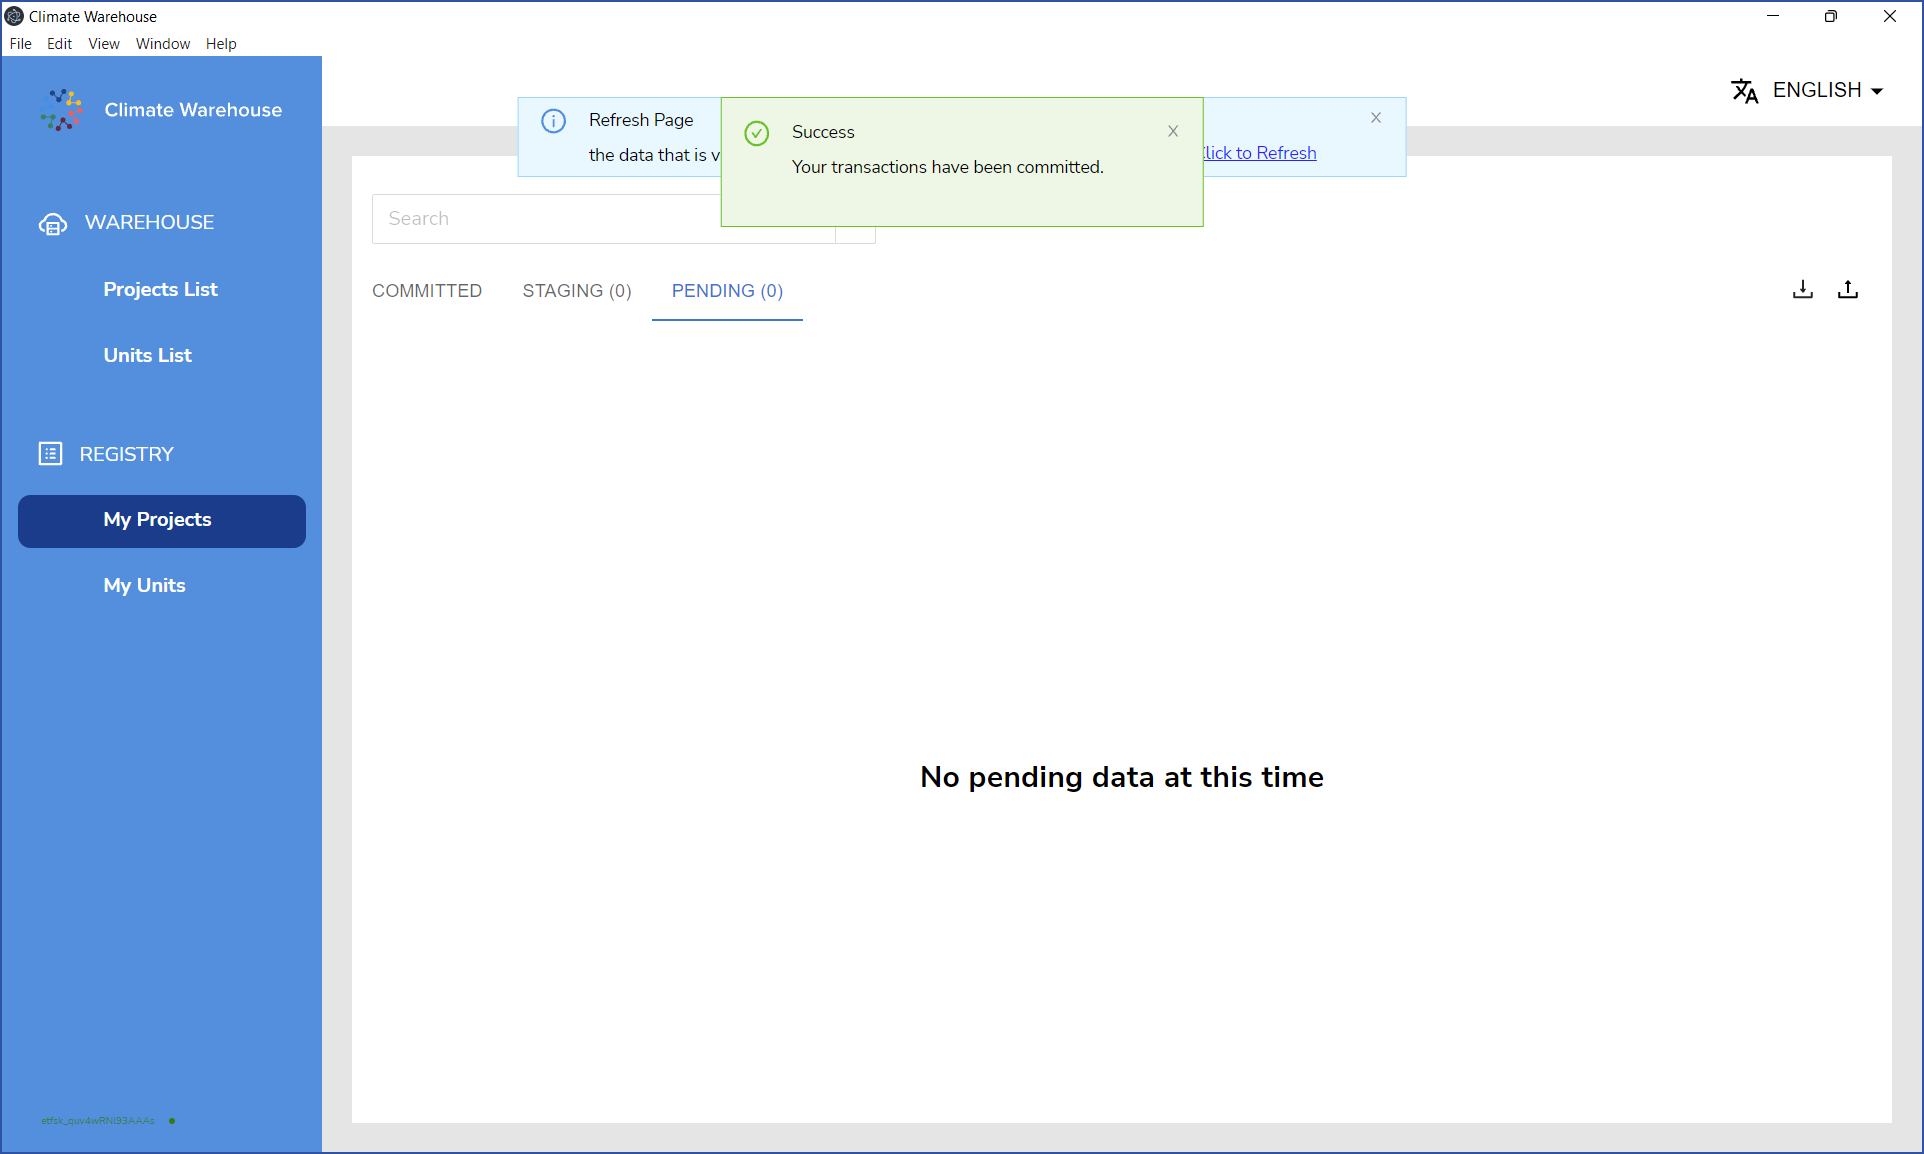 Climate Warehouse
File Edit View Window Help
Climate Warehouse
ENGLISH
Refresh Page
the data that is v
Click to Refresh
Success
Your transactions have been committed.
X
X
Search
WAREHOUSE
Projects List
Units List
REGISTRY
My Projects
My Units
COMMITTED STAGING (0) PENDING (0)
No pending data at this time
etfsk_quv4wRNI93AAAs